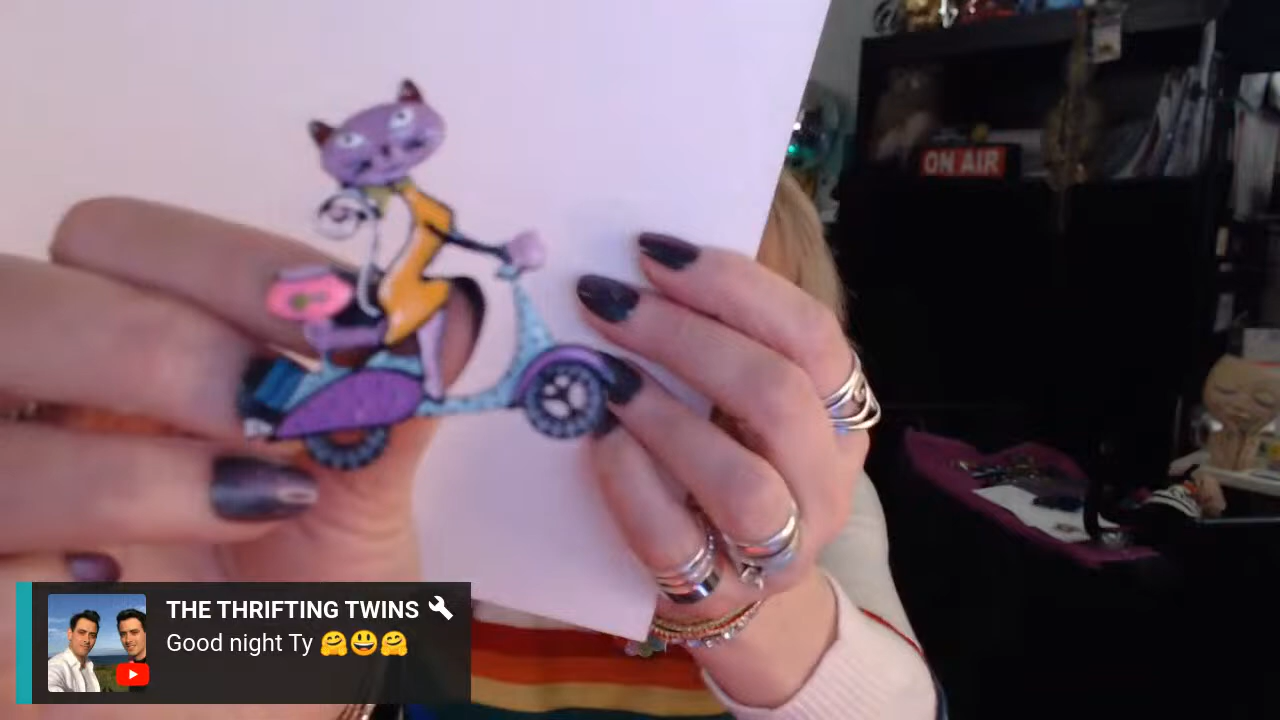 ON AIR
THE THRIFTING TWINS 🔧
Good night Ty 🤗😃🤗